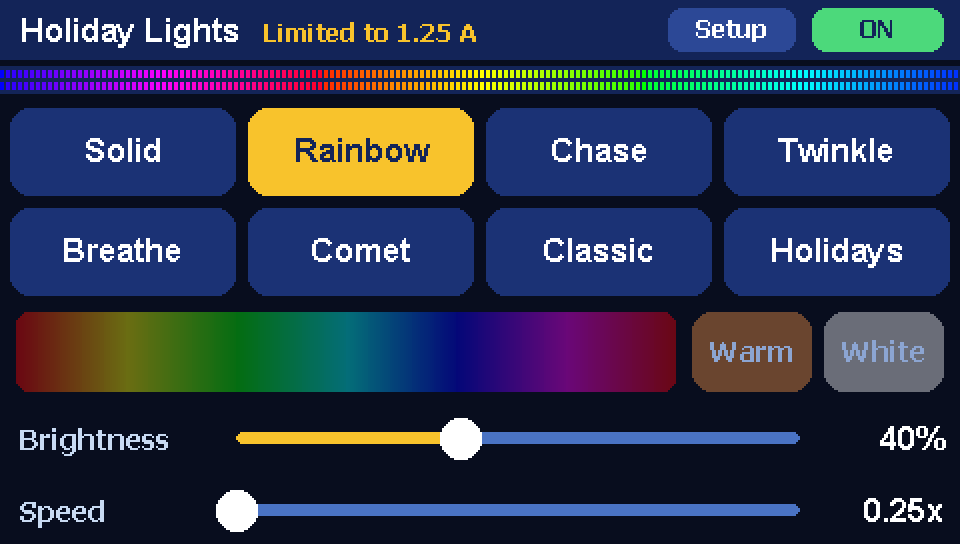 Holiday Lights Limited to 1.25 A Setup ON
Solid Rainbow Chase Twinkle
Breathe Comet Classic Holidays
Warm White
Brightness 40%
Speed 0.25x